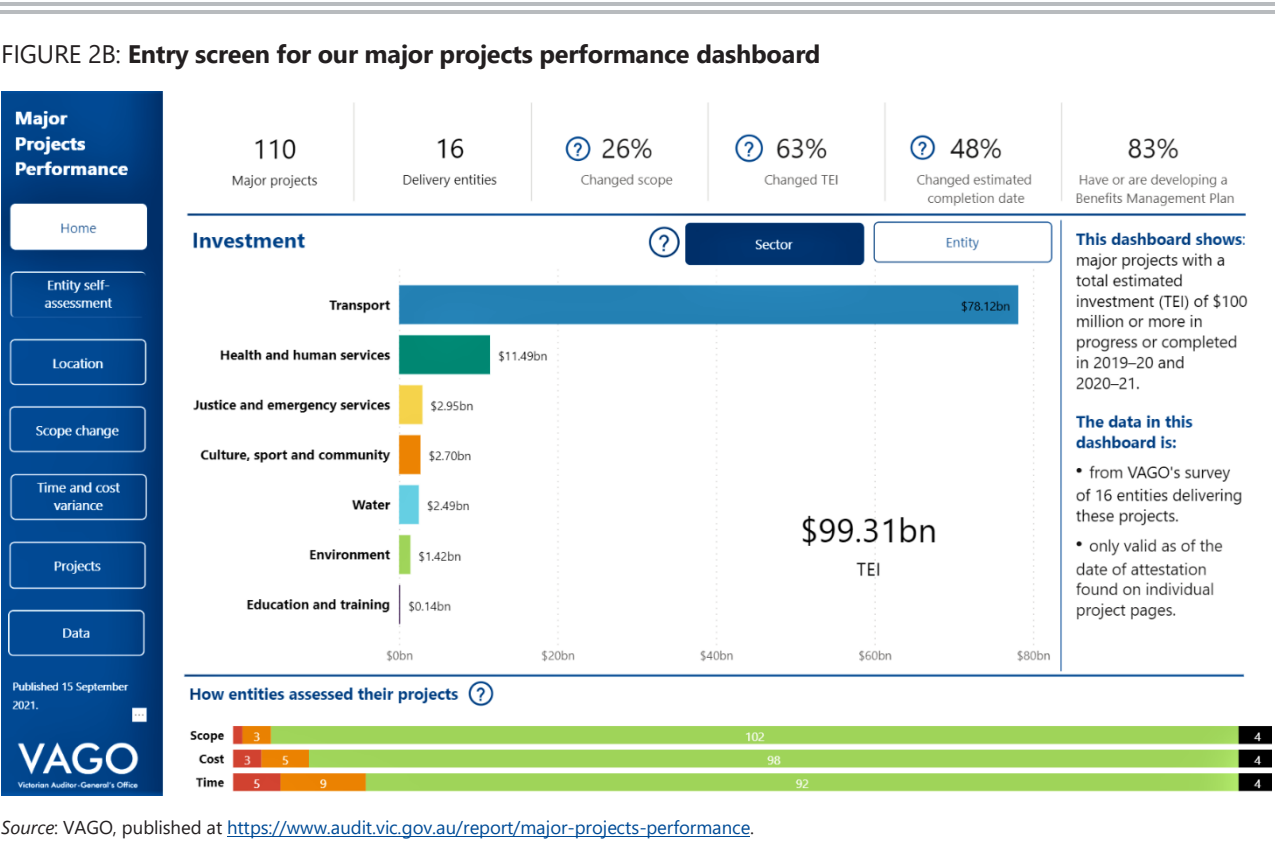 FIGURE 2B: Entry screen for our major projects performance dashboard
Major
Projects
Performance
Home
Entity self-
assessment
Location
Scope change
Time and cost
variance
Projects
Data
Published 15 September
2021.
VAGO
Victorian Auditor-General's Office
110
Major projects
16
Delivery entities
? 26%
Changed scope
? 63%
Changed TEI
? 48%
Changed estimated
completion date
83%
Have or are developing a
Benefits Management Plan
Investment
?
Sector
Entity
Transport
$78.12bn
Health and human services
$11.49bn
Justice and emergency services
$2.95bn
Culture, sport and community
$2.70bn
Water
$2.49bn
Environment
$1.42bn
Education and training
$0.14bn
$99.31bn
TEI
$0bn
$20bn
$40bn
$60bn
$80bn
This dashboard shows:
major projects with a
total estimated
investment (TEI) of $100
million or more in
progress or completed
in 2019–20 and
2020–21.
The data in this
dashboard is:
• from VAGO's survey
of 16 entities delivering
these projects.
• only valid as of the
date of attestation
found on individual
project pages.
How entities assessed their projects ?
Scope 3 102 4
Cost 3 5 98 4
Time 5 9 92 4
Source: VAGO, published at https://www.audit.vic.gov.au/report/major-projects-performance.